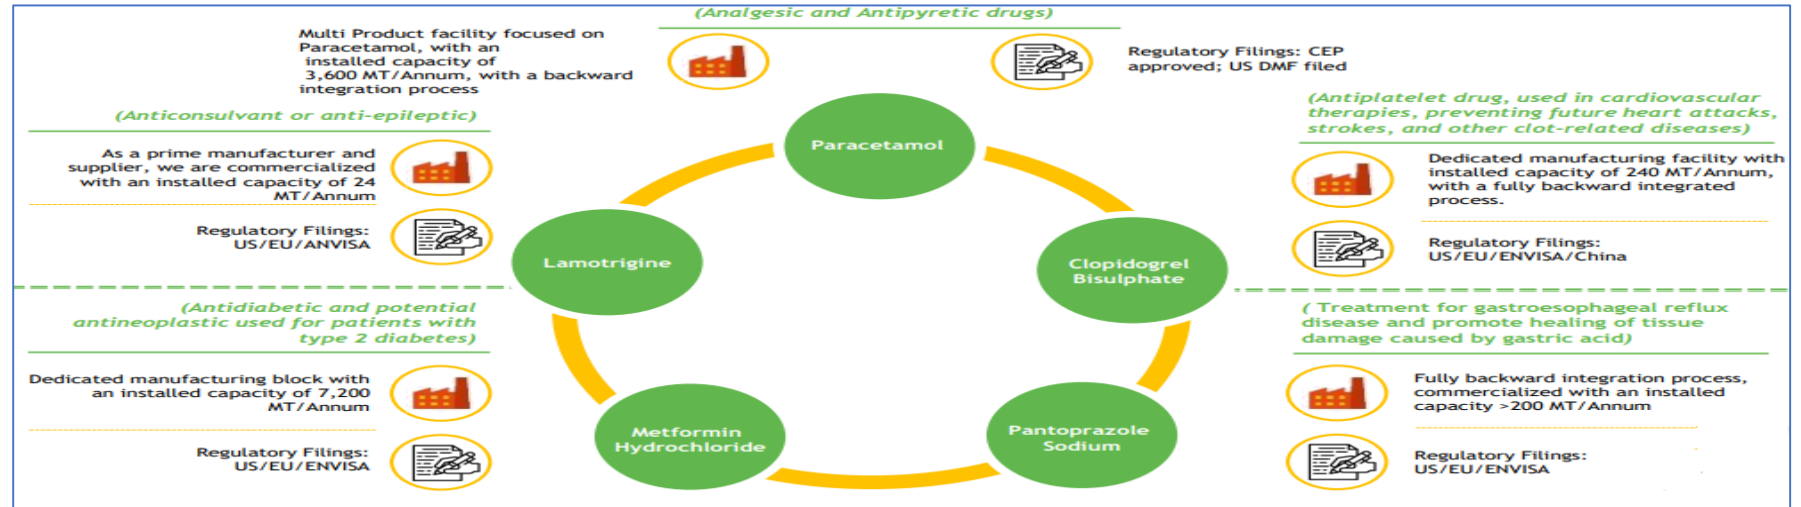 (Analgesic and Antipyretic drugs)
Multi Product facility focused on
Paracetamol, with an
installed capacity of
3,600 MT/Annum, with a backward
integration process
Regulatory Filings: CEP
approved; US DMF filed
Paracetamol
(Anticonsulvant or anti-epileptic)
As a prime manufacturer and
supplier, we are commercialized
with an installed capacity of 24
MT/Annum
Regulatory Filings:
US/EU/ANVISA
Lamotrigine
(Antiplatelet drug, used in cardiovascular
therapies, preventing future heart attacks,
strokes, and other clot-related diseases)
Dedicated manufacturing facility with
installed capacity of 240 MT/Annum,
with a fully backward integrated
process.
Regulatory Filings:
US/EU/ENVISA/China
Clopidogrel
Bisulphate
(Antidiabetic and potential
antineoplastic used for patients with
type 2 diabetes)
Dedicated manufacturing block with
an installed capacity of 7,200
MT/Annum
Regulatory Filings:
US/EU/ENVISA
Metformin
Hydrochloride
( Treatment for gastroesophageal reflux
disease and promote healing of tissue
damage caused by gastric acid)
Fully backward integration process,
commercialized with an installed
capacity >200 MT/Annum
Regulatory Filings:
US/EU/ENVISA
Pantoprazole
Sodium